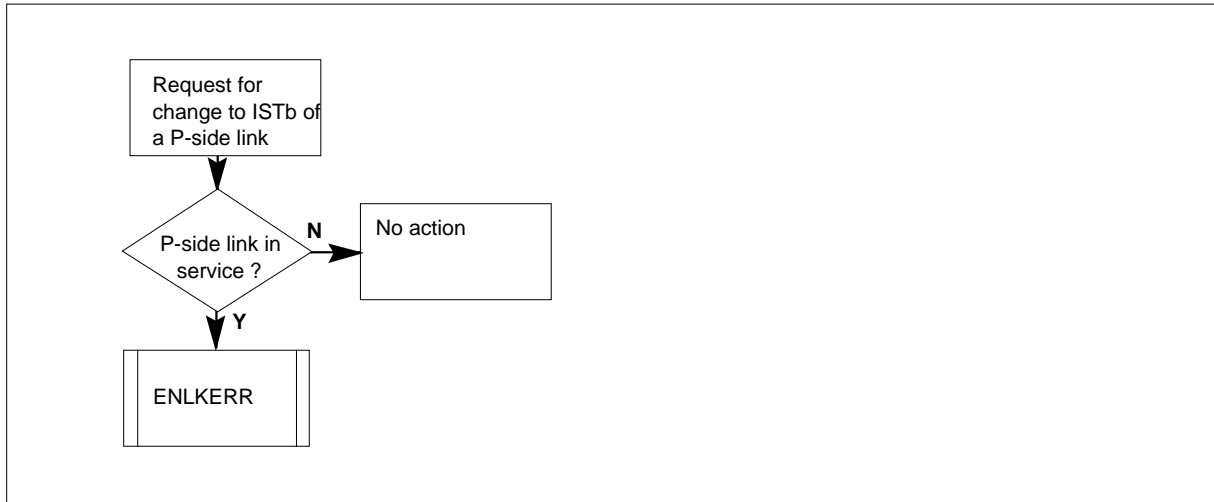 Request for
change to ISTb of
a P-side link
P-side link in
service ?
N
No action
Y
ENLKERR